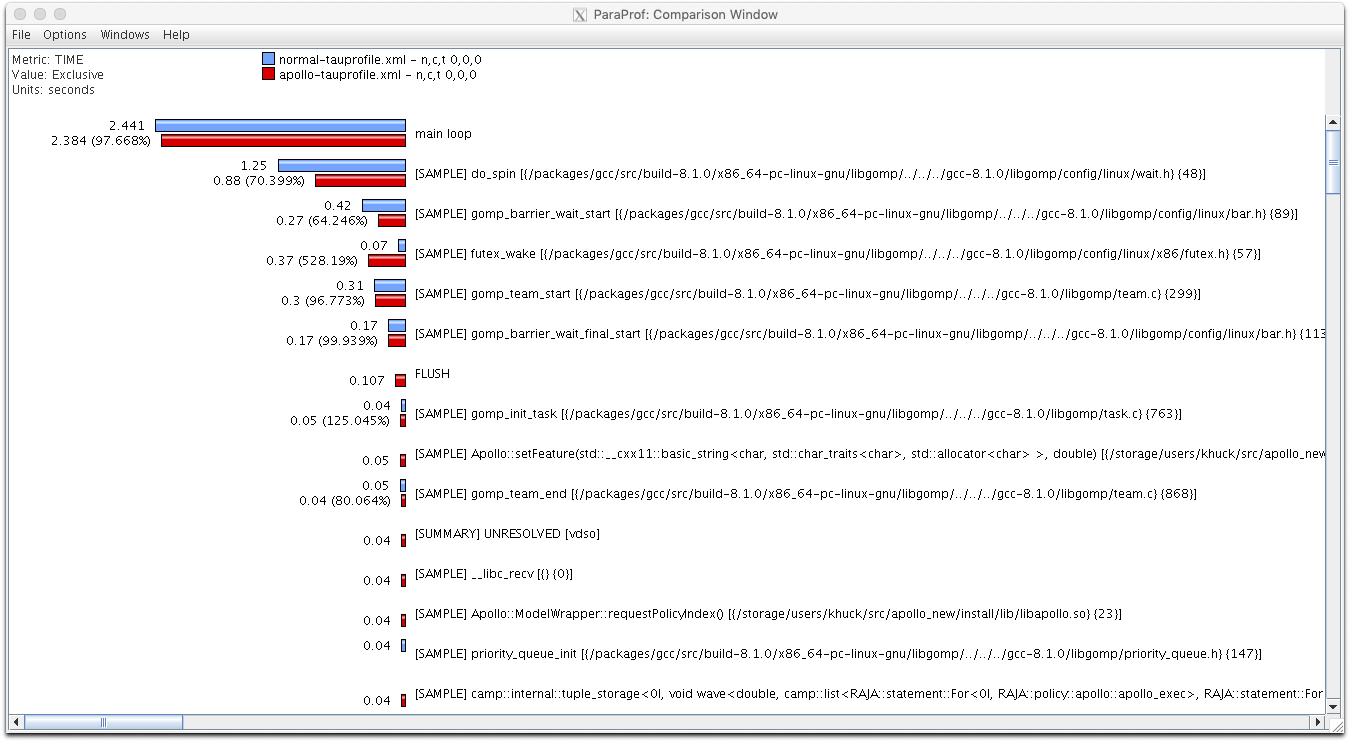 ParaProf: Comparison Window
File Options Windows Help
Metric: TIME
Value: Exclusive
Units: seconds
normal-tauprofile.xml - n,c,t 0,0,0
apollo-tauprofile.xml - n,c,t 0,0,0
2.441
2.384 (97.668%)
main loop
1.25
0.88 (70.399%)
[SAMPLE] do_spin [{/packages/gcc/src/build-8.1.0/x86_64-pc-linux-gnu/libgomp/../../../gcc-8.1.0/libgomp/config/linux/wait.h} {48}]
0.42
0.27 (64.246%)
[SAMPLE] gomp_barrier_wait_start [{/packages/gcc/src/build-8.1.0/x86_64-pc-linux-gnu/libgomp/../../../gcc-8.1.0/libgomp/config/linux/bar.h} {89}]
0.07
0.37 (528.19%)
[SAMPLE] futex_wake [{/packages/gcc/src/build-8.1.0/x86_64-pc-linux-gnu/libgomp/../../../gcc-8.1.0/libgomp/config/linux/x86/futex.h} {57}]
0.31
0.3 (96.773%)
[SAMPLE] gomp_team_start [{/packages/gcc/src/build-8.1.0/x86_64-pc-linux-gnu/libgomp/../../../gcc-8.1.0/libgomp/team.c} {299}]
0.17
0.17 (99.939%)
[SAMPLE] gomp_barrier_wait_final_start [{/packages/gcc/src/build-8.1.0/x86_64-pc-linux-gnu/libgomp/../../../gcc-8.1.0/libgomp/config/linux/bar.h} {113
0.107
FLUSH
0.04
0.05 (125.045%)
[SAMPLE] gomp_init_task [{/packages/gcc/src/build-8.1.0/x86_64-pc-linux-gnu/libgomp/../../../gcc-8.1.0/libgomp/task.c} {763}]
0.05
[SAMPLE] Apollo::setFeature(std::__cxx11::basic_string<char, std::char_traits<char>, std::allocator<char> >, double) [{/storage/users/khuck/src/apollo_new
0.05
0.04 (80.064%)
[SAMPLE] gomp_team_end [{/packages/gcc/src/build-8.1.0/x86_64-pc-linux-gnu/libgomp/../../../gcc-8.1.0/libgomp/team.c} {868}]
0.04
[SUMMARY] UNRESOLVED [vdso]
0.04
[SAMPLE] __libc_recv [{} {0}]
0.04
[SAMPLE] Apollo::ModelWrapper::requestPolicyIndex() [{/storage/users/khuck/src/apollo_new/install/lib/libapollo.so} {23}]
0.04
[SAMPLE] priority_queue_init [{/packages/gcc/src/build-8.1.0/x86_64-pc-linux-gnu/libgomp/../../../gcc-8.1.0/libgomp/priority_queue.h} {147}]
0.04
[SAMPLE] camp::internal::tuple_storage<0l, void wave<double, camp::list<RAJA::statement::For<0l, RAJA::policy::apollo::apollo_exec>, RAJA::statement::For